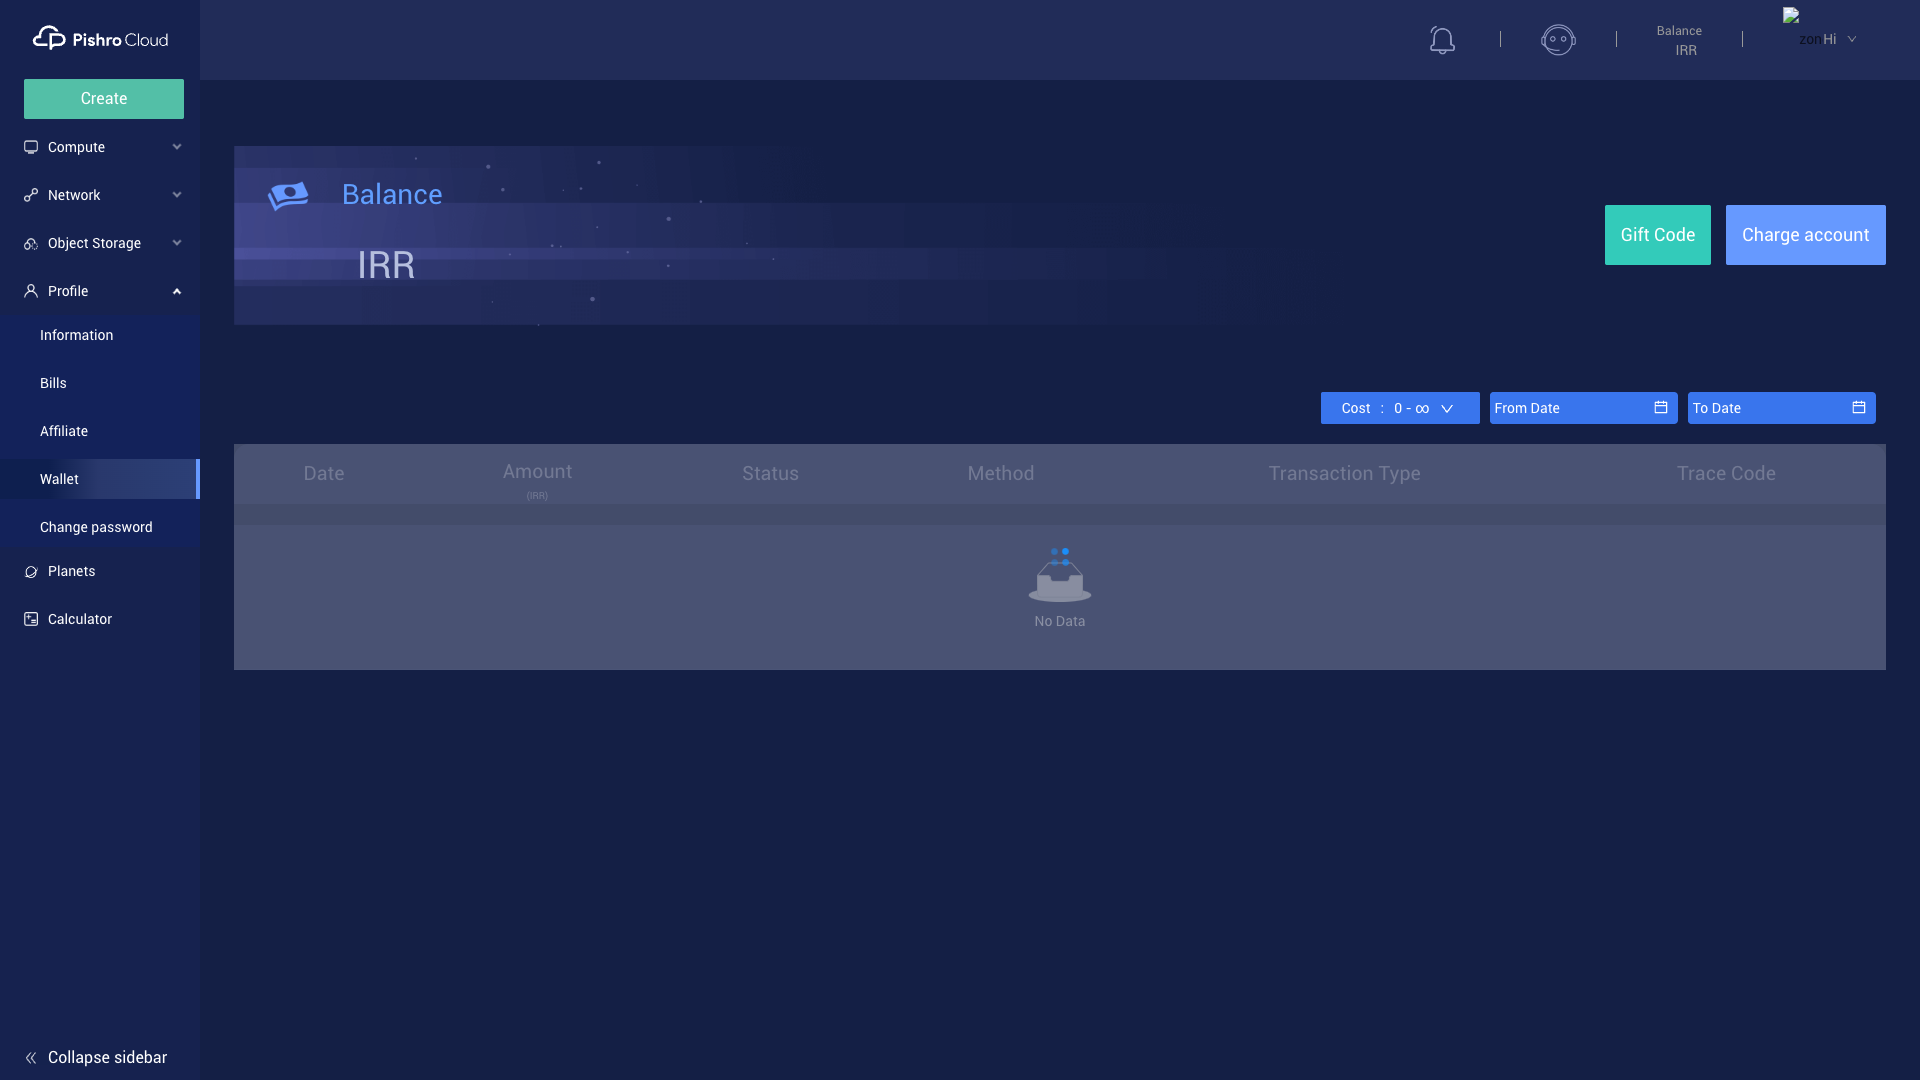 Pishro Cloud
Create
Compute
Network
Object Storage
Profile
Information
Bills
Affiliate
Wallet
Change password
Planets
Calculator
Collapse sidebar
Balance
IRR
zon Hi
Balance
IRR
Gift Code
Charge account
Cost : 0 - ∞
From Date
To Date
Date
Amount
(IRR)
Status
Method
Transaction Type
Trace Code
No Data